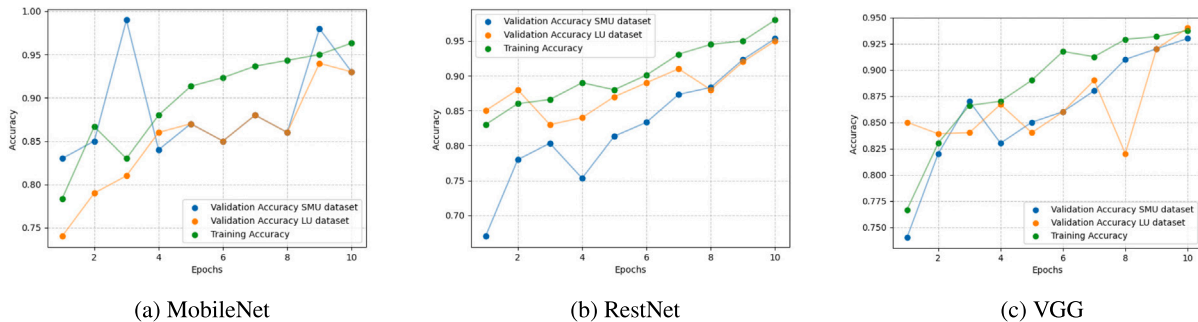 1.00
0.95
0.90
0.85
0.80
0.75
Accuracy
2 4 6 8 10
Epochs
Validation Accuracy SMU dataset
Validation Accuracy LU dataset
Training Accuracy
(a) MobileNet
0.95
0.90
0.85
0.80
0.75
0.70
Accuracy
2 4 6 8 10
Epochs
Validation Accuracy SMU dataset
Validation Accuracy LU dataset
Training Accuracy
(b) RestNet
0.950
0.925
0.900
0.875
0.850
0.825
0.800
0.775
0.750
Accuracy
2 4 6 8 10
Epochs
Validation Accuracy SMU dataset
Validation Accuracy LU dataset
Training Accuracy
(c) VGG